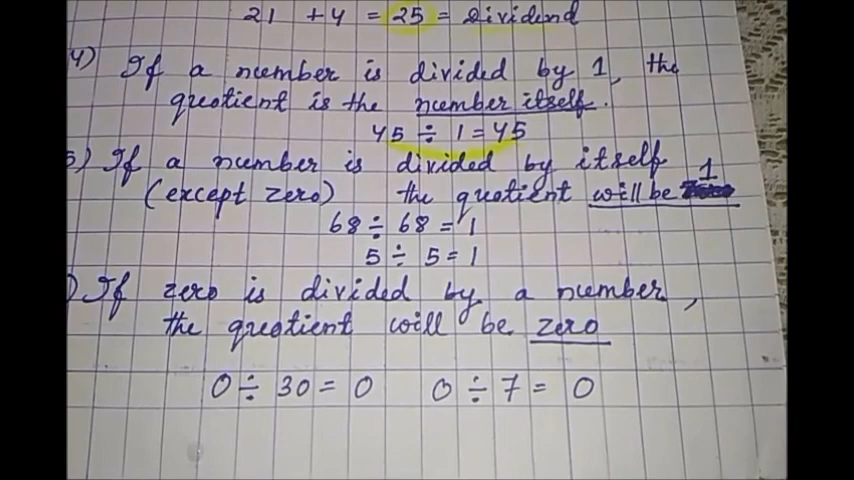 21 + 4 = 25 = Dividend
4) If a number is divided by 1, the
quotient is the number itself.
45 ÷ 1 = 45
5) If a number is divided by itself
(except zero) the quotient will be 1
68 ÷ 68 = 1
5 ÷ 5 = 1
) If zero is divided by a number,
the quotient will be zero
0 ÷ 30 = 0 0 ÷ 7 = 0